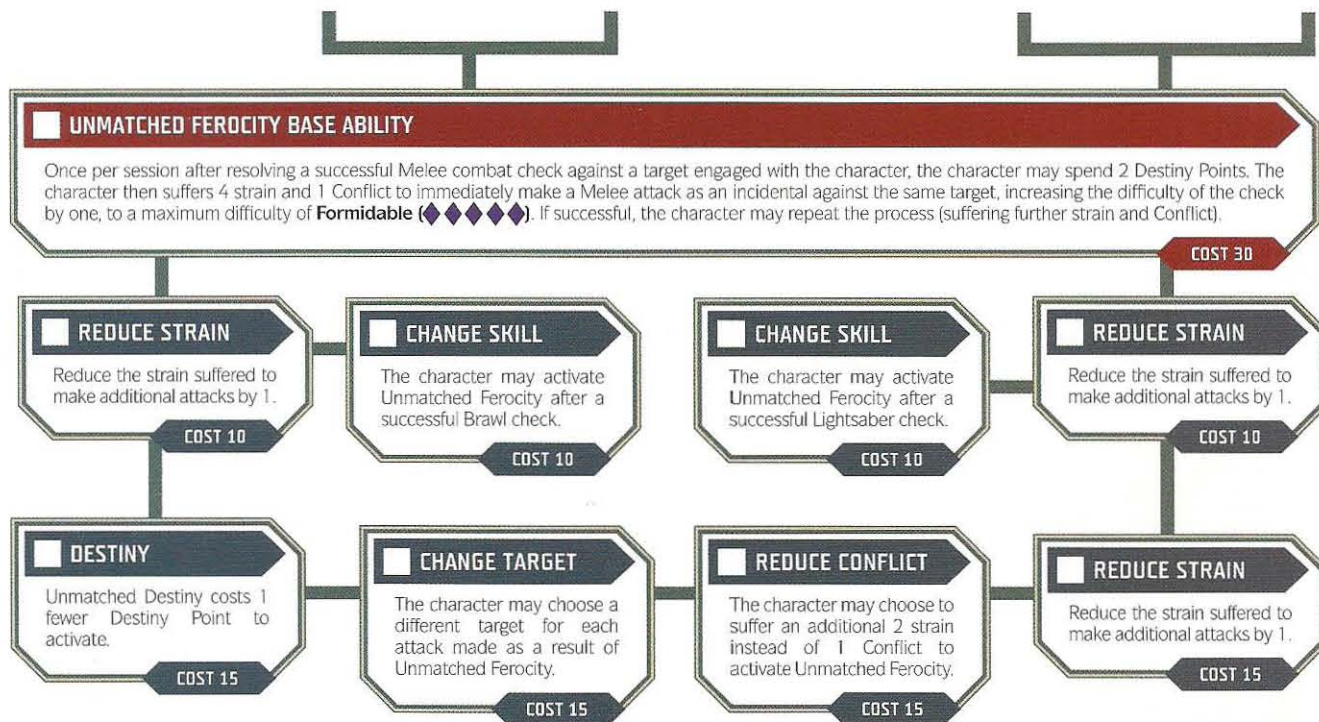 UNMATCHED FEROCITY BASE ABILITY
Once per session after resolving a successful Melee combat check against a target engaged with the character, the character may spend 2 Destiny Points. The
character then suffers 4 strain and 1 Conflict to immediately make a Melee attack as an incidental against the same target, increasing the difficulty of the check
by one, to a maximum difficulty of Formidable (◆◆◆◆◆). If successful, the character may repeat the process (suffering further strain and Conflict).
COST 30
REDUCE STRAIN
Reduce the strain suffered to
make additional attacks by 1.
COST 10
CHANGE SKILL
The character may activate
Unmatched Ferocity after a
successful Brawl check.
COST 10
CHANGE SKILL
The character may activate
Unmatched Ferocity after a
successful Lightsaber check.
COST 10
REDUCE STRAIN
Reduce the strain suffered to
make additional attacks by 1.
COST 10
DESTINY
Unmatched Destiny costs 1
fewer Destiny Point to
activate.
COST 15
CHANGE TARGET
The character may choose a
different target for each
attack made as a result of
Unmatched Ferocity.
COST 15
REDUCE CONFLICT
The character may choose to
suffer an additional 2 strain
instead of 1 Conflict to
activate Unmatched Ferocity.
COST 15
REDUCE STRAIN
Reduce the strain suffered to
make additional attacks by 1.
COST 15